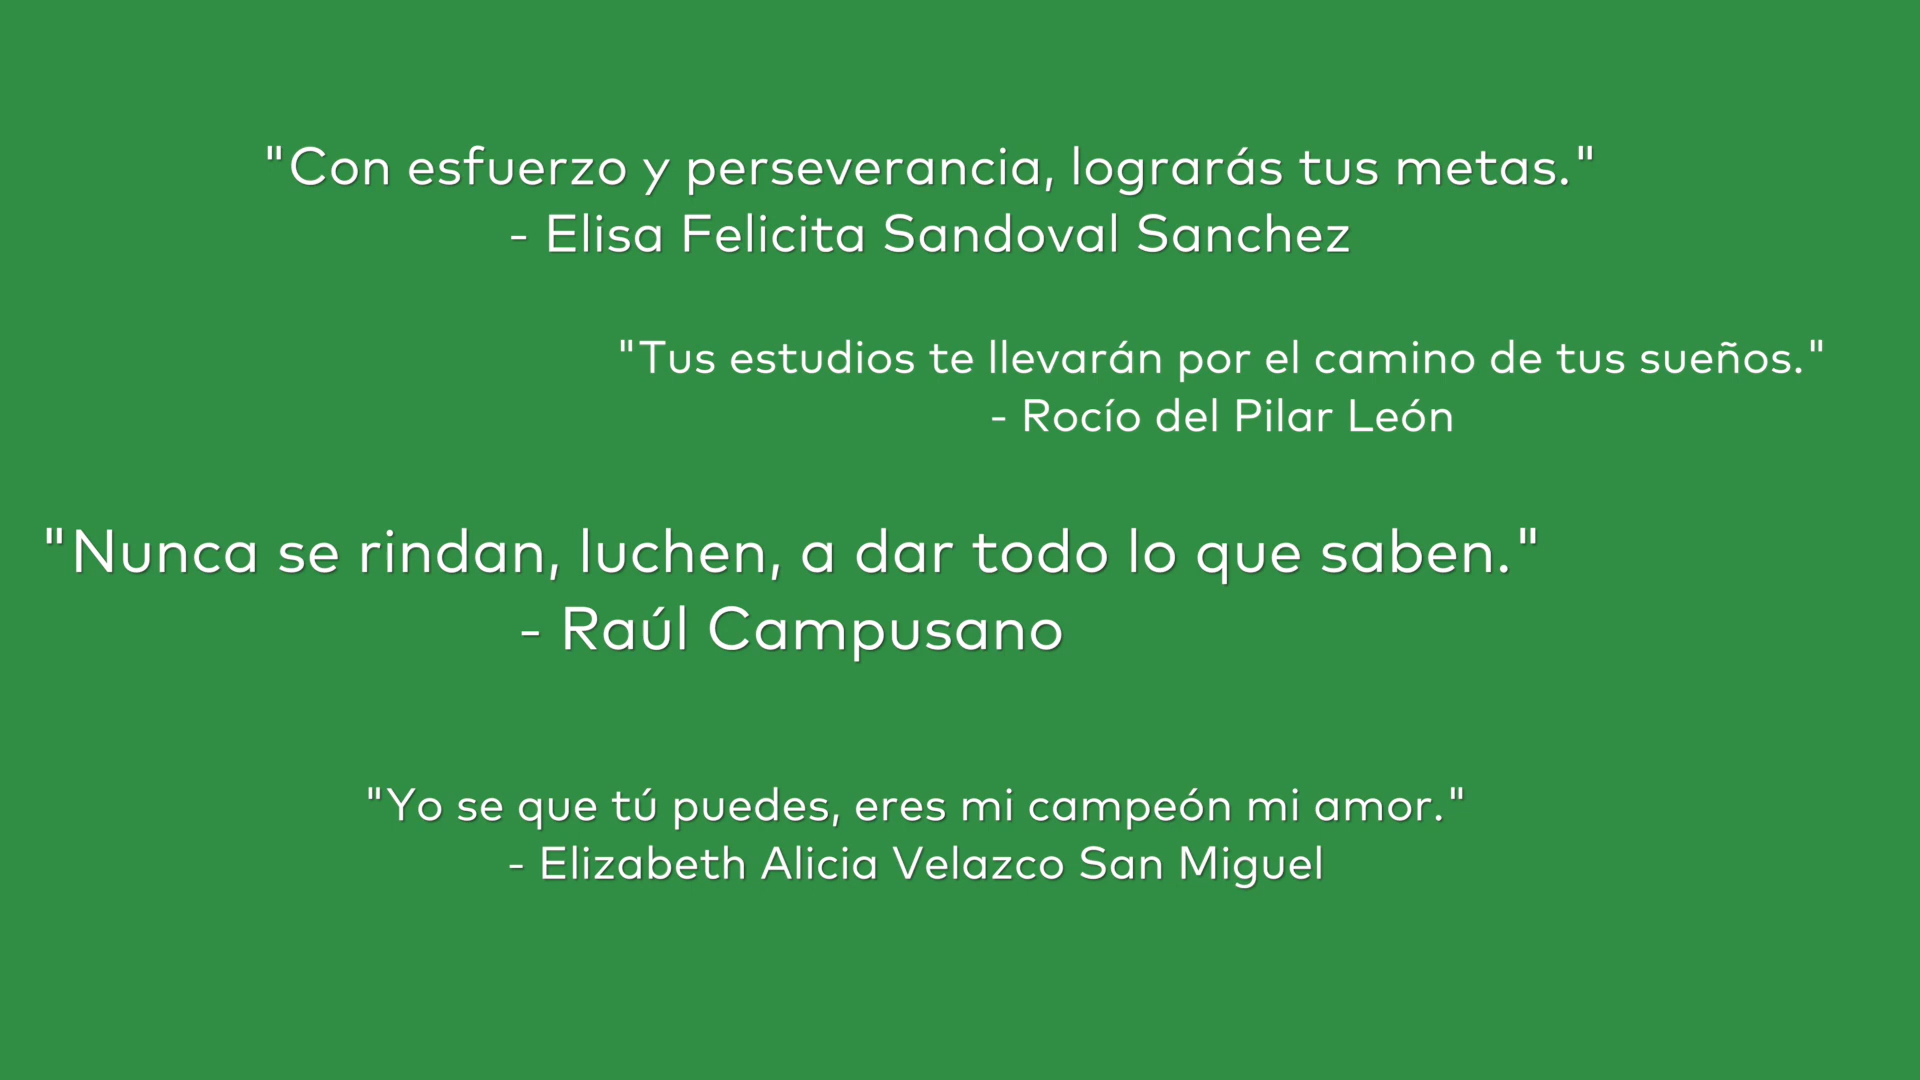 "Con esfuerzo y perseverancia, lograrás tus metas."
- Elisa Felicita Sandoval Sanchez
"Tus estudios te llevarán por el camino de tus sueños."
- Rocío del Pilar León
"Nunca se rindan, luchen, a dar todo lo que saben."
- Raúl Campusano
"Yo se que tú puedes, eres mi campeón mi amor."
- Elizabeth Alicia Velazco San Miguel